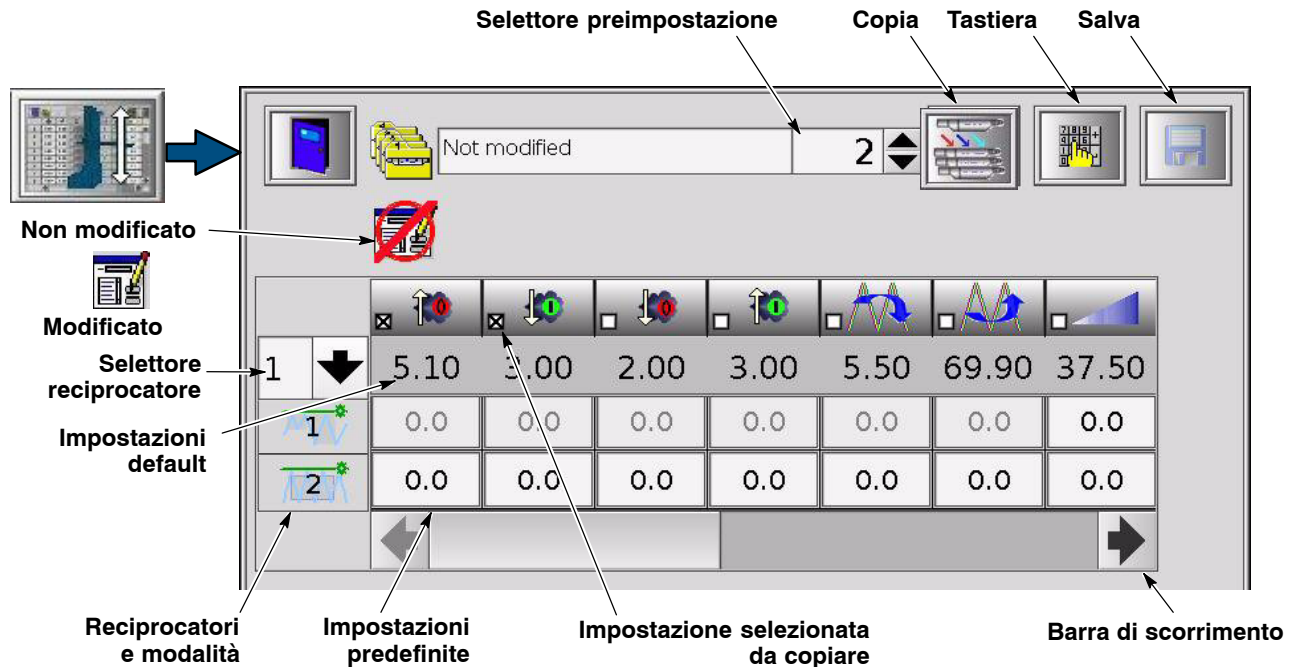 Selettore preimpostazione Copia Tastiera Salva
Not modified 2
Non modificato
Modificato
Selettore
reciprocatore
1 5.10 3.00 2.00 3.00 5.50 69.90 37.50
Impostazioni
default
1 0.0 0.0 0.0 0.0 0.0 0.0 0.0
2 0.0 0.0 0.0 0.0 0.0 0.0 0.0
Reciprocatori
e modalità
Impostazioni
predefinite
Impostazione selezionata
da copiare
Barra di scorrimento